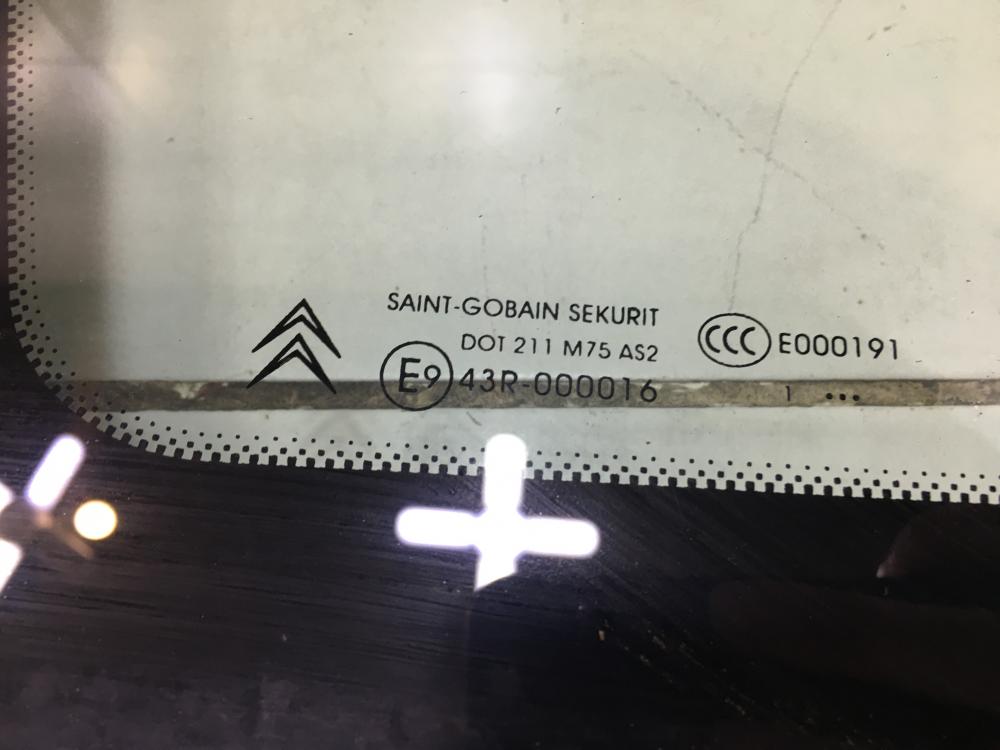 SAINT-GOBAIN SEKURIT
DOT 211 M75 AS2
E9 43R-000016
CCC E000191
1 ...